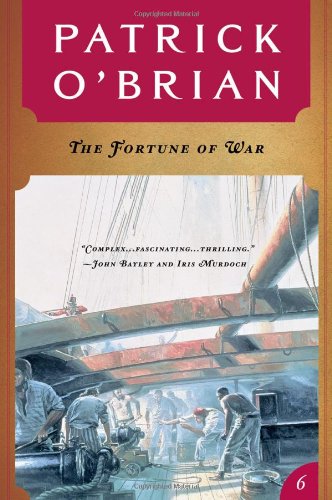 PATRICK
O'BRIAN
THE FORTUNE OF WAR
"COMPLEX...FASCINATING...THRILLING."
—JOHN BAYLEY AND IRIS MURDOCH
6